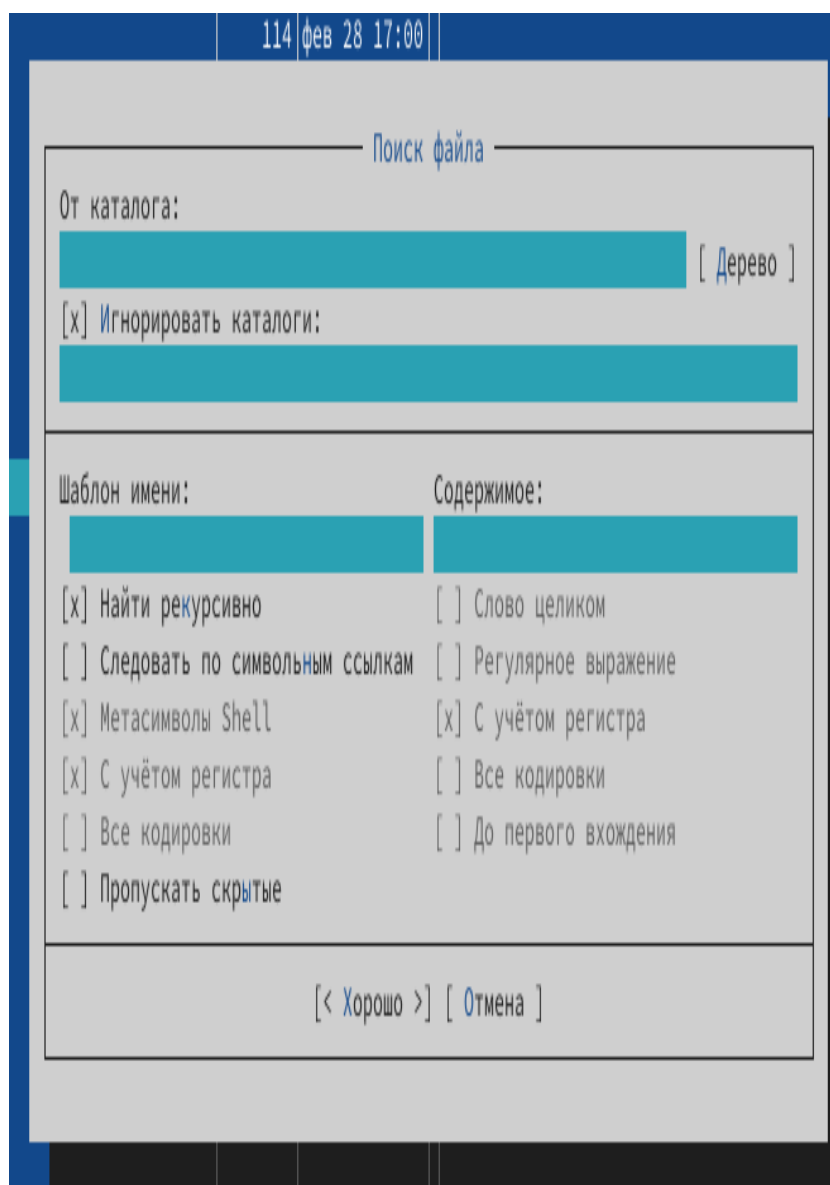 114 фев 28 17:00
Поиск файла
От каталога:
[ Дерево ]
[x] Игнорировать каталоги:
Шаблон имени:
Содержимое:
[x] Найти рекурсивно
[ ] Слово целиком
[ ] Следовать по символьным ссылкам
[ ] Регулярное выражение
[x] Метасимволы Shell
[x] С учётом регистра
[x] С учётом регистра
[ ] Все кодировки
[ ] Все кодировки
[ ] До первого вхождения
[ ] Пропускать скрытые
[< Хорошо >] [ Отмена ]